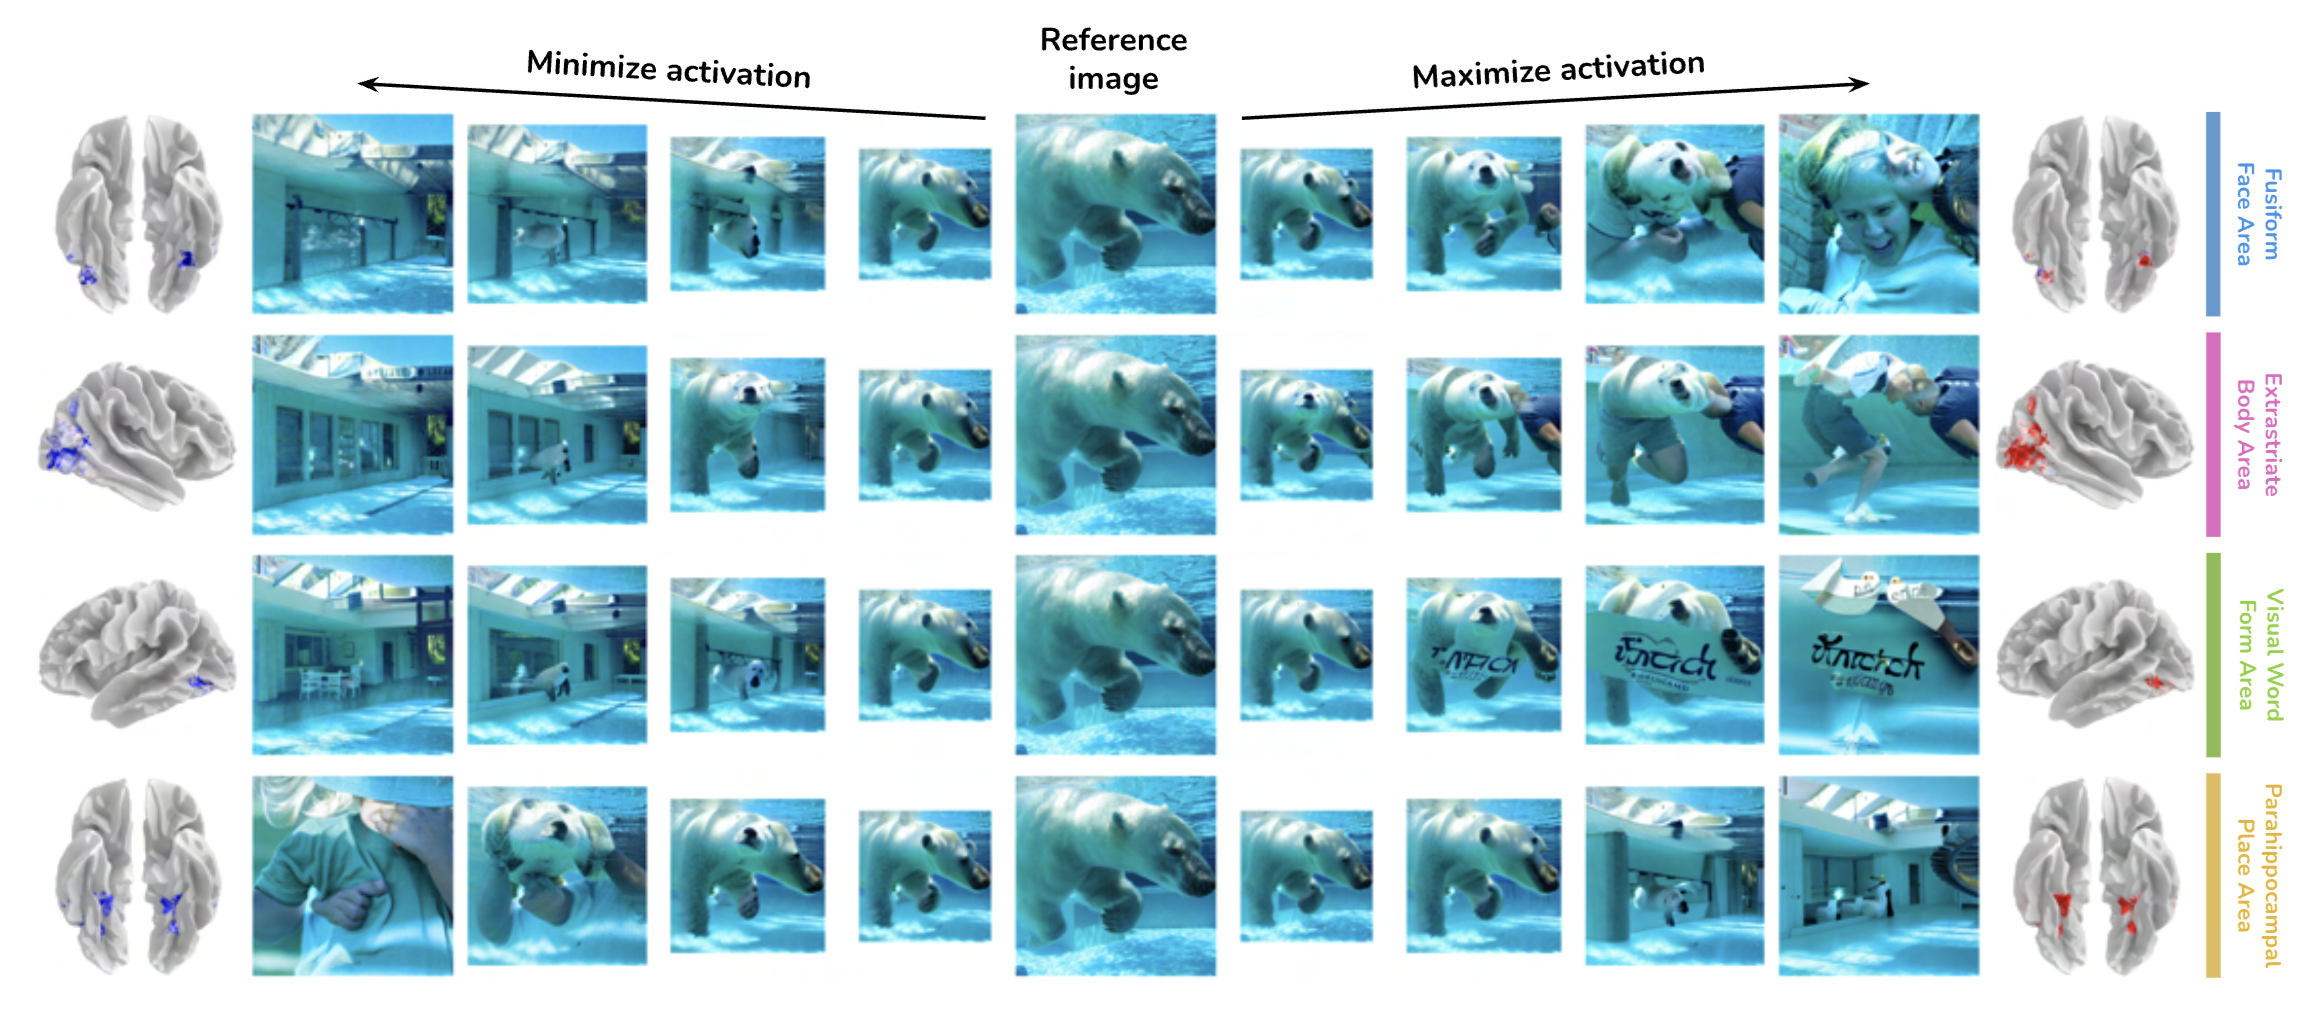 Reference
image
Minimize activation
Maximize activation
Fusiform
Face Area
Extrastriate
Body Area
Visual Word
Form Area
Parahippocampal
Place Area